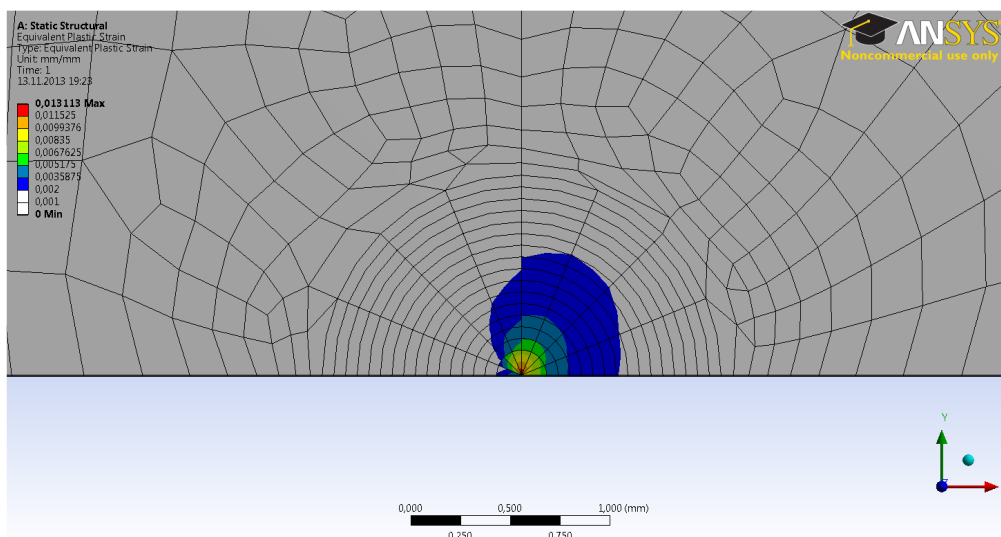 A: Static Structural
Equivalent Plastic Strain
Type: Equivalent Plastic Strain
Unit: mm/mm
Time: 1
13.11.2013 19:23
0,013113 Max
0,011525
0,0099376
0,00835
0,0067625
0,005175
0,0035875
0,002
0,001
0 Min
ANSYS
Noncommercial use only
Y
0,000
0,500
1,000 (mm)
0,250
0,750